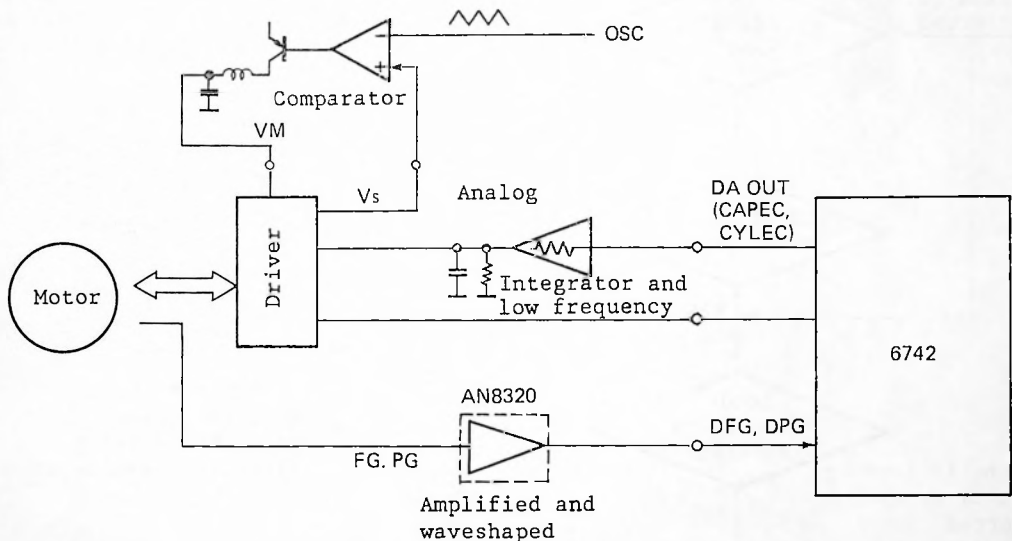 OSC
Comparator
VM
Vs
Analog
DA OUT
(CAPEC,
CYLEC)
Driver
Motor
Integrator and
low frequency
6742
AN8320
FG. PG
DFG, DPG
Amplified and
waveshaped